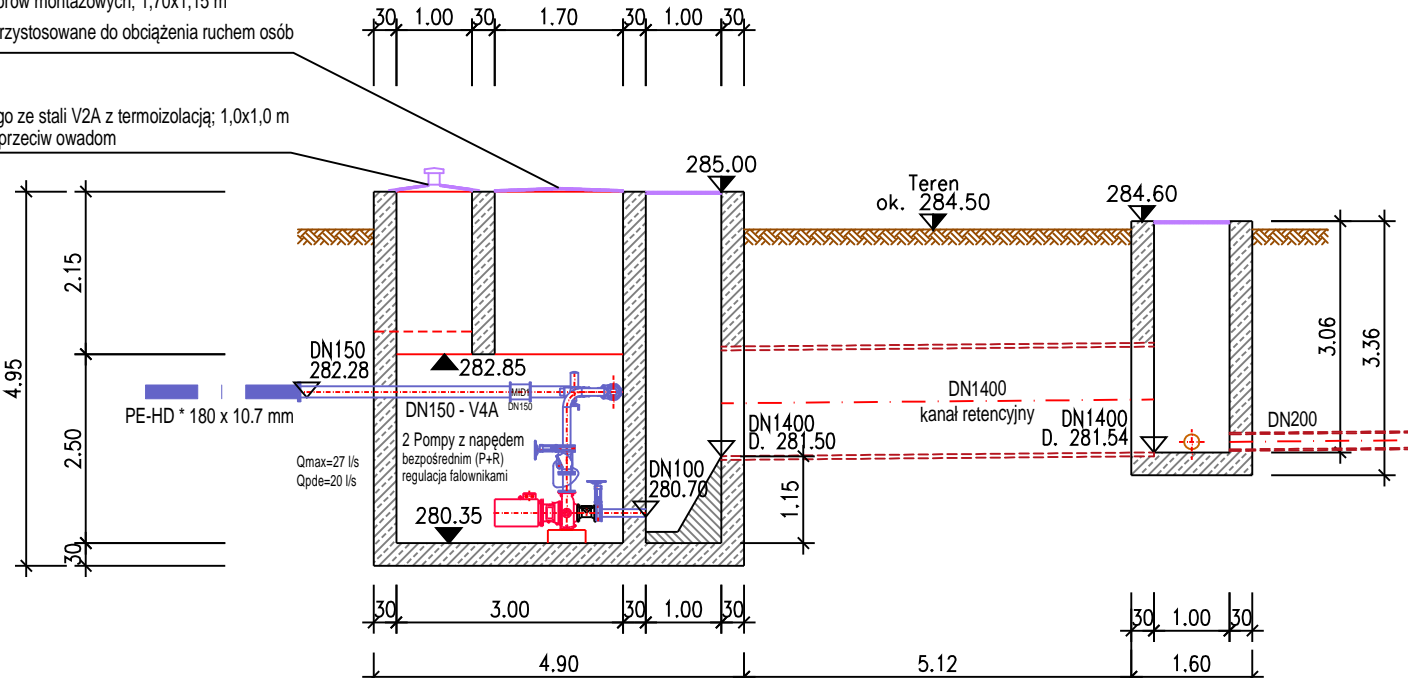 orów montażowych; 1,70x1,15 m
rzystosowane do obciążenia ruchem osób
go ze stali V2A z termoizolacją; 1,0x1,0 m
przeciw owadom
30 1.00 30 1.70 30 1.00 30
285.00
Teren
ok. 284.50
284.60
4.95
2.15
2.50
30
DN150
282.28
282.85
PE-HD * 180 x 10.7 mm
MID1
DN150
DN150 - V4A
2 Pompy z napędem
bezpośrednim (P+R)
regulacja falownikami
Qmax=27 l/s
Qpde=20 l/s
280.35
DN100
280.70
DN1400
D. 281.50
1.15
DN1400
kanał retencyjny
DN1400
D. 281.54
DN200
3.06
3.36
30 3.00 30 1.00 30
30 1.00 30
4.90 5.12 1.60